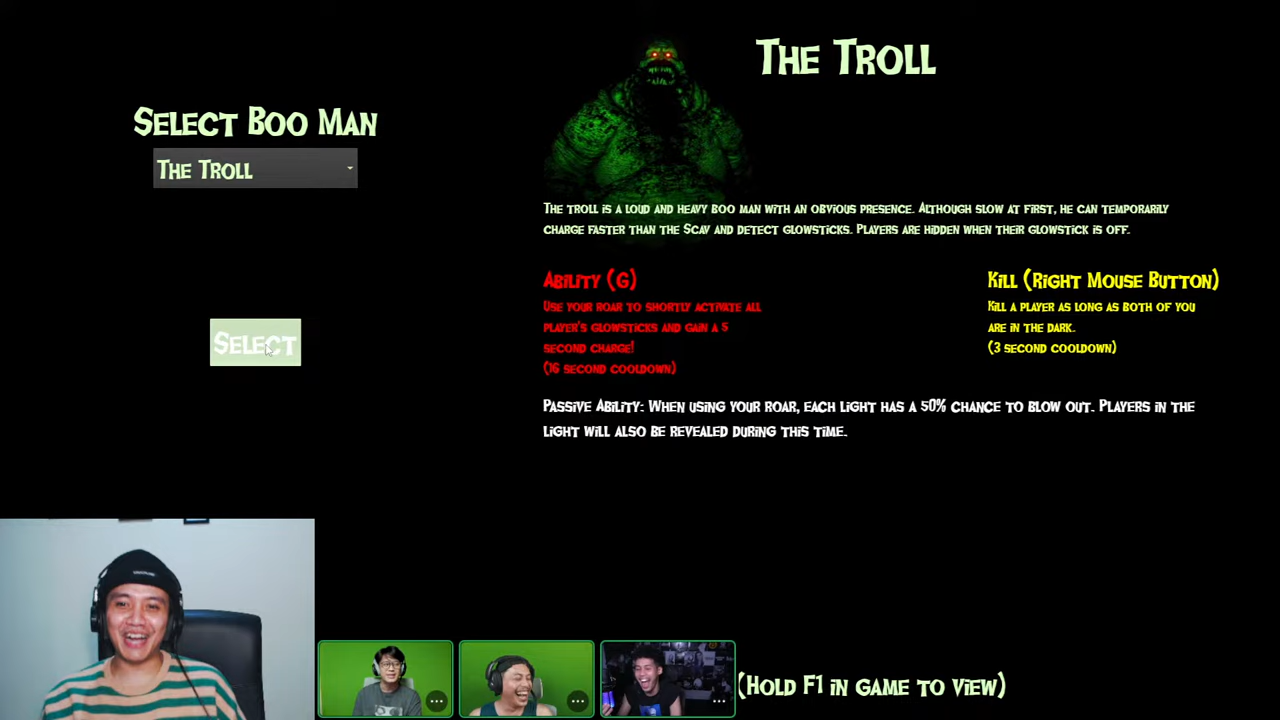 The Troll
Select Boo Man
The Troll
Select
The troll is a loud and heavy boo man with an obvious presence. Although slow at first, he can temporarily
charge faster than the Scav and detect glowsticks. Players are hidden when their glowstick is off.
Ability (G)
Use your roar to shortly activate all
player's glowsticks and gain a 5
second charge!
(16 second cooldown)
Kill (Right Mouse Button)
Kill a player as long as both of you
are in the dark.
(3 second cooldown)
Passive Ability: When using your roar, each light has a 50% chance to blow out. Players in the
light will also be revealed during this time.
(Hold F1 in game to view)